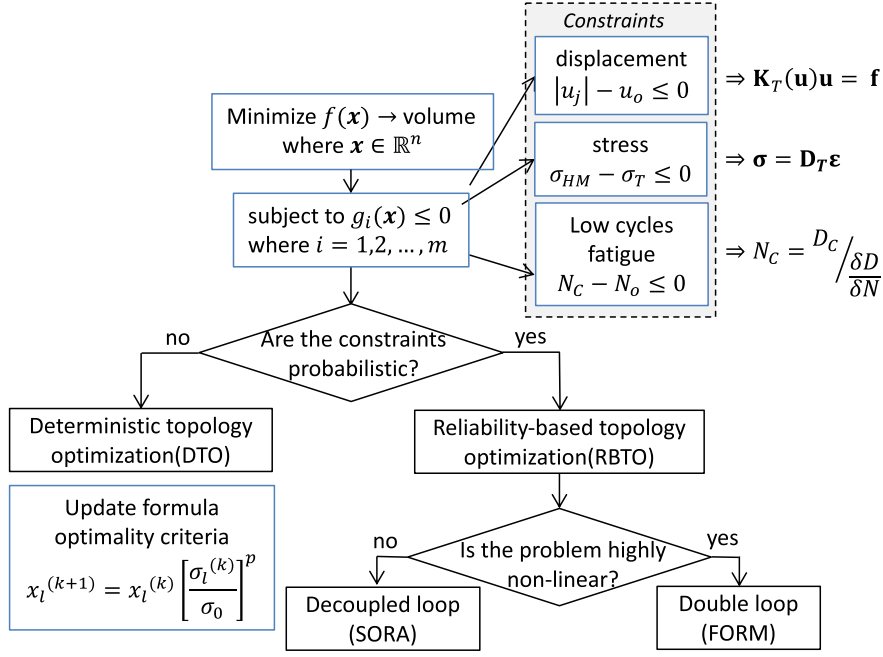 Constraints
displacement
|u_j| − u_o ≤ 0
⇒ K_T(u)u = f
Minimize f(x) → volume
where x ∈ ℝ^n
stress
σ_HM − σ_T ≤ 0
⇒ σ = D_T ε
subject to g_i(x) ≤ 0
where i = 1,2, … , m
Low cycles
fatigue
N_C − N_o ≤ 0
⇒ N_C = D_C / (δD/δN)
Are the constraints
probabilistic?
no
yes
Deterministic topology
optimization(DTO)
Reliability-based topology
optimization(RBTO)
Update formula
optimality criteria
x_l^(k+1) = x_l^(k) [σ_l^(k) / σ_0]^p
Is the problem highly
non-linear?
no
yes
Decoupled loop
(SORA)
Double loop
(FORM)